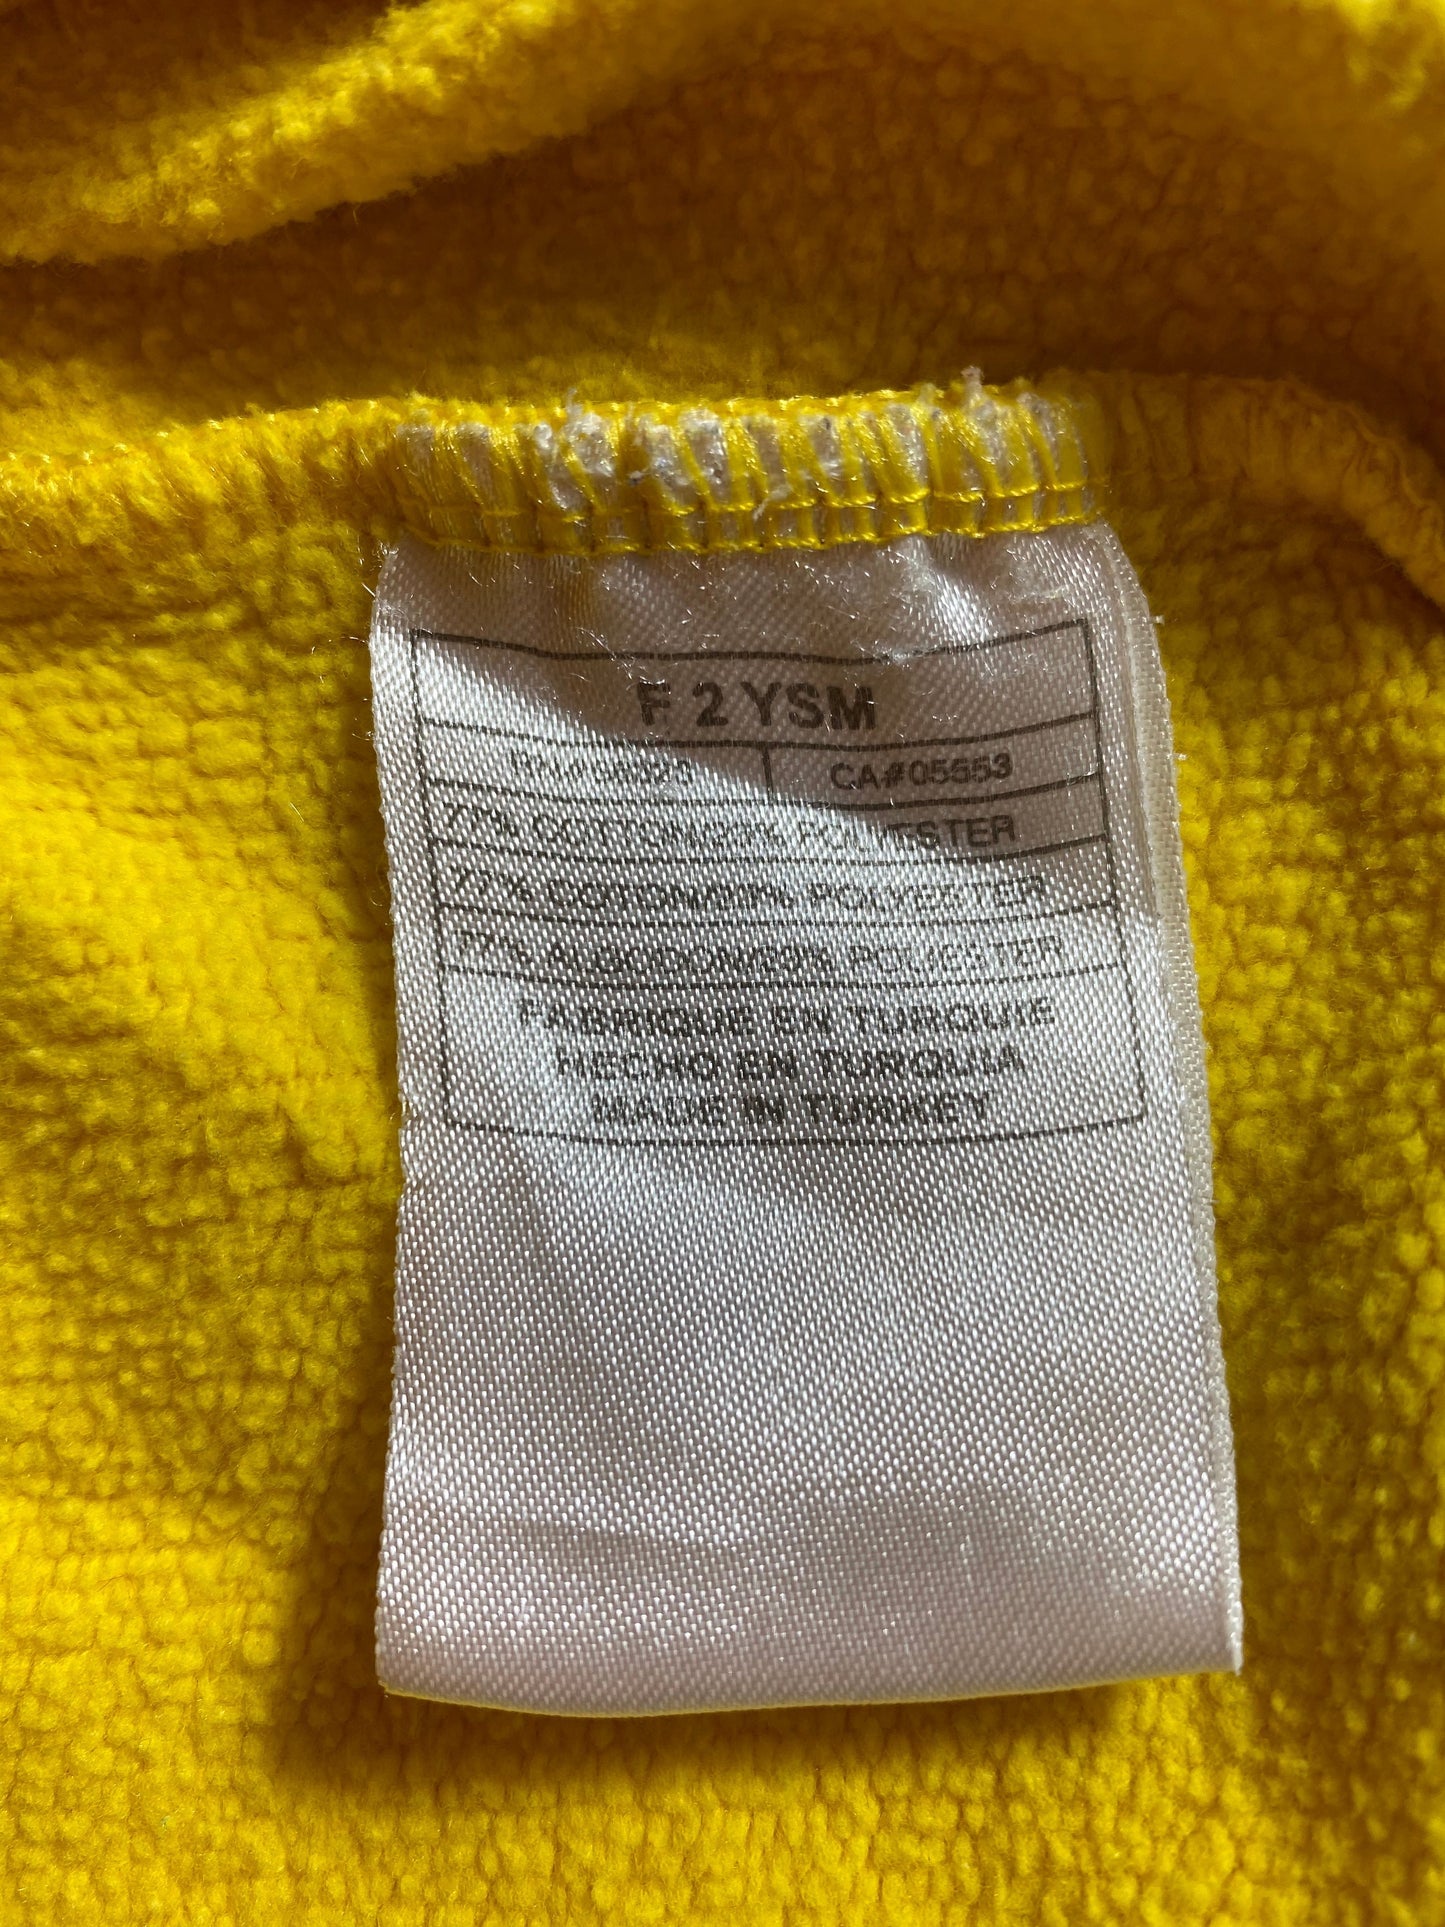 F 2 YSM
CA#05553
77% COTTON/23% POLYESTER
77% COTON/23% POLYESTER
77% ALGODON/23% POLIESTER
FABRIQUE EN TURQUIE
HECHO EN TURQUIA
MADE IN TURKEY